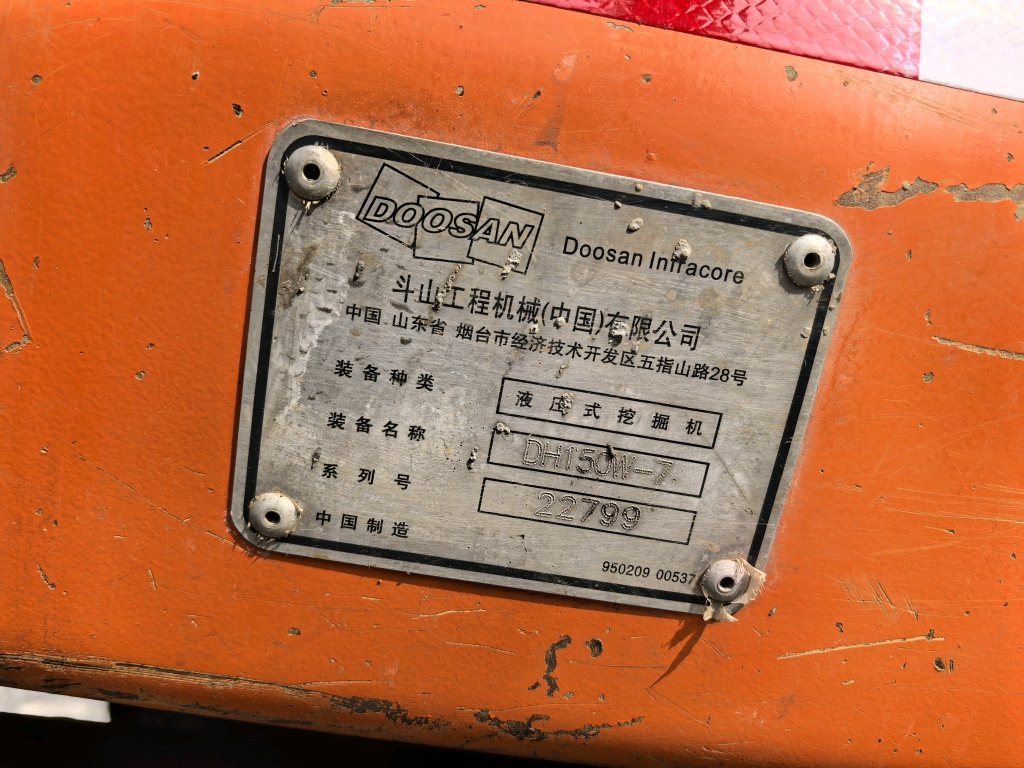 DOOSAN
Doosan Infracore
斗山工程机械(中国)有限公司
中国 山东省 烟台市经济技术开发区五指山路28号
装备种类 液压式挖掘机
装备名称 DH150W-7
系列号 22799
中国制造
950209 00537